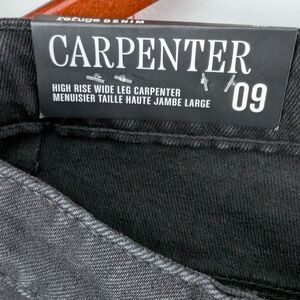 refuge DENIM
CARPENTER
HIGH RISE WIDE LEG CARPENTER
MENUISIER TAILLE HAUTE JAMBE LARGE
09